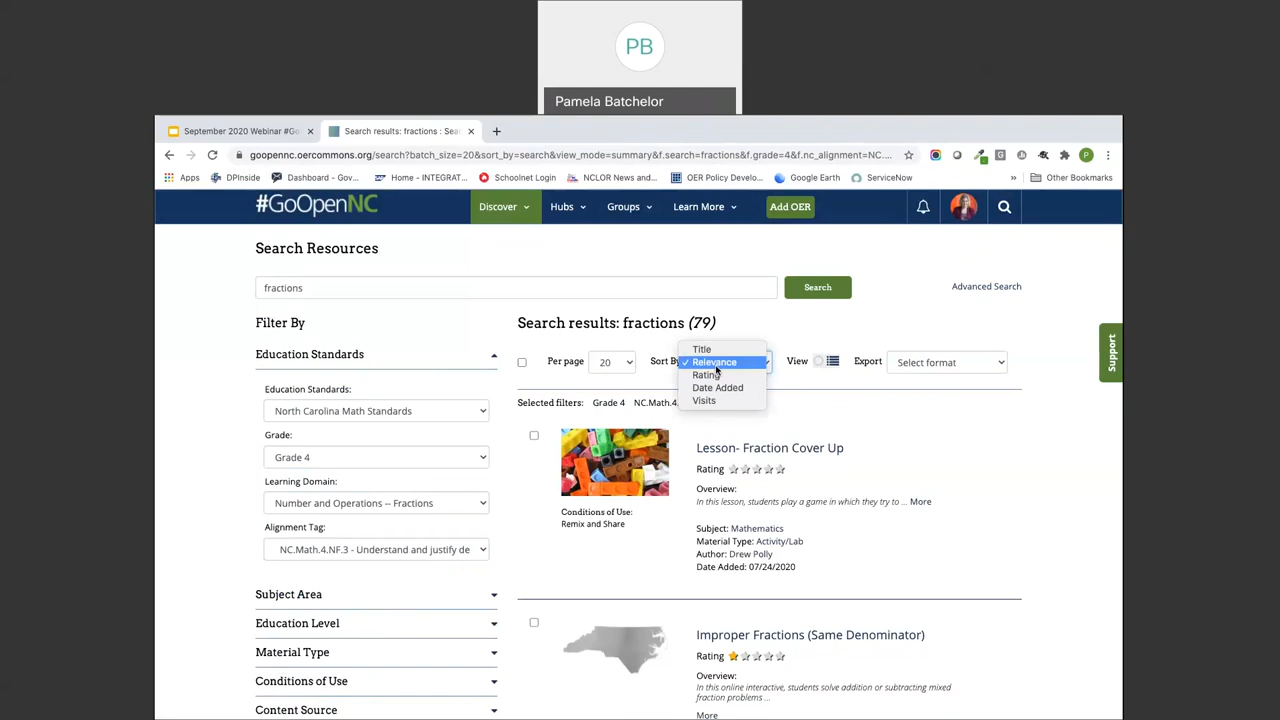 PB
Pamela Batchelor
September 2020 Webinar #Go
Search results: fractions : Sea
goopennc.oercommons.org/search?batch_size=20&sort_by=search&view_mode=summary&f.search=fractions&f.grade=4&f.nc_alignment=NC....
P
Apps
DPInside
Dashboard - Gov...
Home - INTEGRAT...
Schoolnet Login
NCLOR News and...
OER Policy Develo...
Google Earth
ServiceNow
»
Other Bookmarks
#GoOpenNC
Discover
Hubs
Groups
Learn More
Add OER
Search Resources
fractions
Search
Advanced Search
Filter By
Search results: fractions (79)
Education Standards
Per page
20
Sort By
Title
✓ Relevance
Rating
Date Added
Visits
View
Export
Select format
Support
Education Standards:
North Carolina Math Standards
Selected filters: Grade 4 NC.Math.4.
Grade:
Grade 4
Learning Domain:
Number and Operations -- Fractions
Alignment Tag:
NC.Math.4.NF.3 - Understand and justify de
Subject Area
Education Level
Material Type
Conditions of Use
Content Source
Lesson- Fraction Cover Up
Rating
Overview:
In this lesson, students play a game in which they try to ... More
Conditions of Use:
Remix and Share
Subject: Mathematics
Material Type: Activity/Lab
Author: Drew Polly
Date Added: 07/24/2020
Improper Fractions (Same Denominator)
Rating
Overview:
In this online interactive, students solve addition or subtracting mixed
fraction problems ...
More